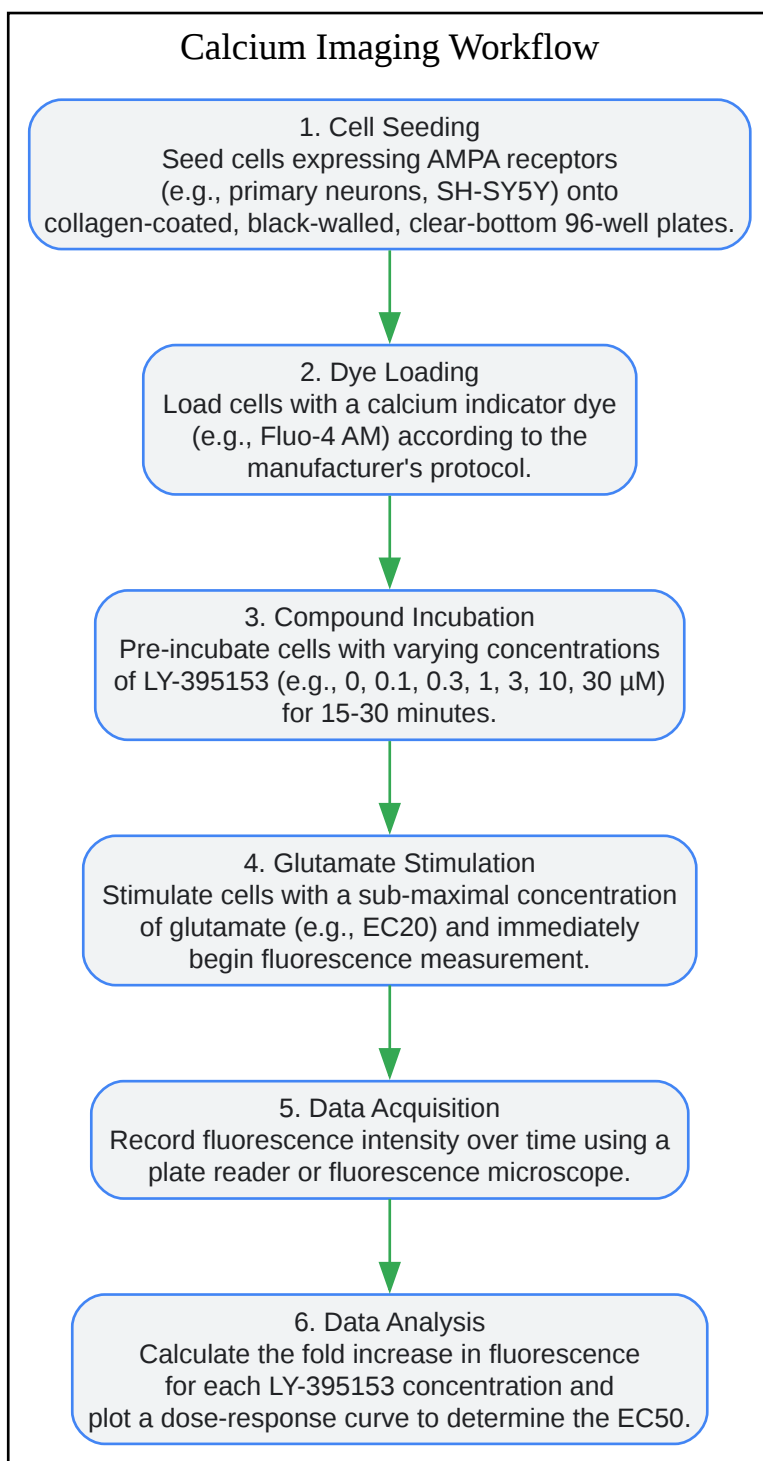 Calcium Imaging Workflow
1. Cell Seeding
Seed cells expressing AMPA receptors
(e.g., primary neurons, SH-SY5Y) onto
collagen-coated, black-walled, clear-bottom 96-well plates.
2. Dye Loading
Load cells with a calcium indicator dye
(e.g., Fluo-4 AM) according to the
manufacturer's protocol.
3. Compound Incubation
Pre-incubate cells with varying concentrations
of LY-395153 (e.g., 0, 0.1, 0.3, 1, 3, 10, 30 µM)
for 15-30 minutes.
4. Glutamate Stimulation
Stimulate cells with a sub-maximal concentration
of glutamate (e.g., EC20) and immediately
begin fluorescence measurement.
5. Data Acquisition
Record fluorescence intensity over time using a
plate reader or fluorescence microscope.
6. Data Analysis
Calculate the fold increase in fluorescence
for each LY-395153 concentration and
plot a dose-response curve to determine the EC50.